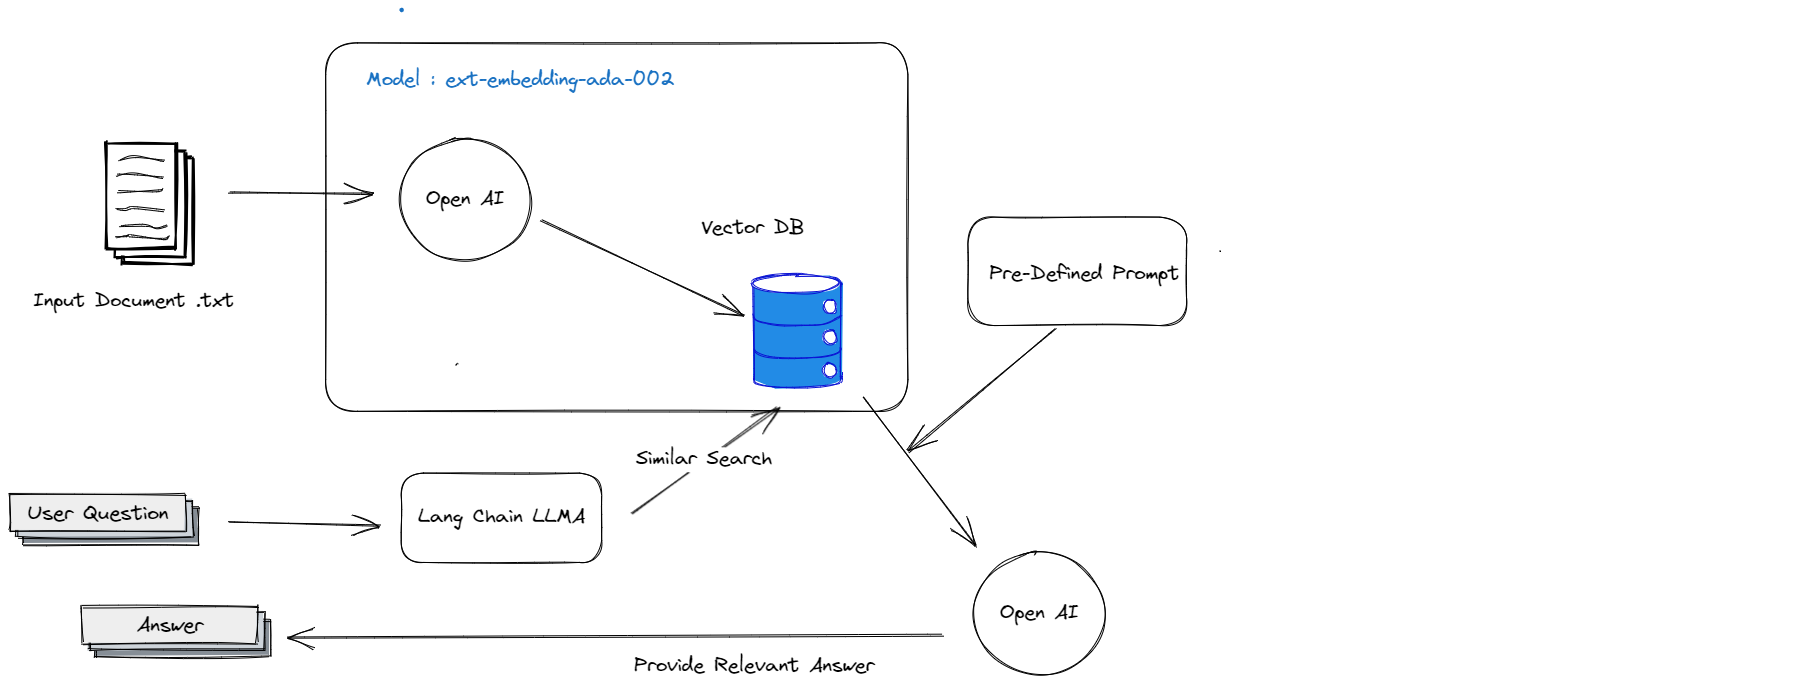 Model : ext-embedding-ada-002
Open AI
Vector DB
Input Document .txt
Pre-Defined Prompt
Similar Search
User Question
Lang Chain LLMA
Answer
Open AI
Provide Relevant Answer